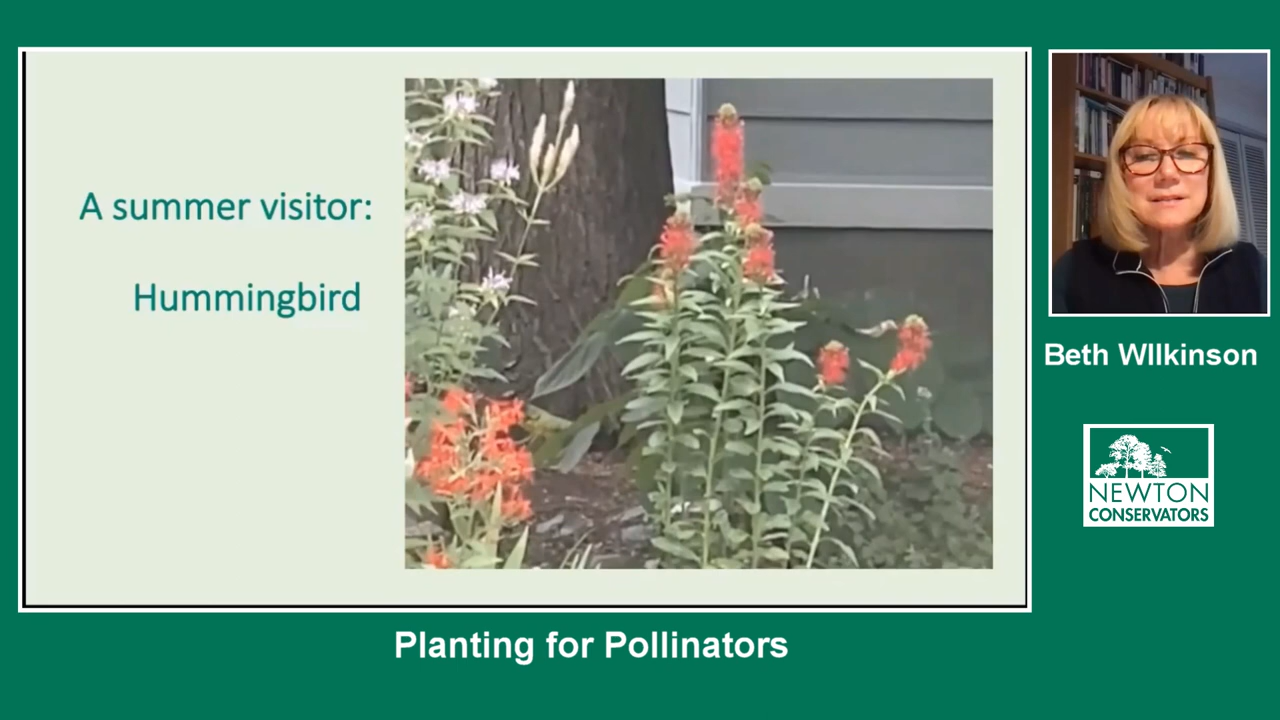 A summer visitor:
Hummingbird
Beth WIlkinson
NEWTON
CONSERVATORS
Planting for Pollinators